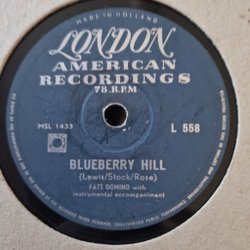 MADE IN HOLLAND
LONDON
AMERICAN
RECORDINGS
78.R.P.M
MSL 1433
L 558
BLUEBERRY HILL
(Lewis/Stock/Rose)
FATS DOMINO with
instrumental accompaniment